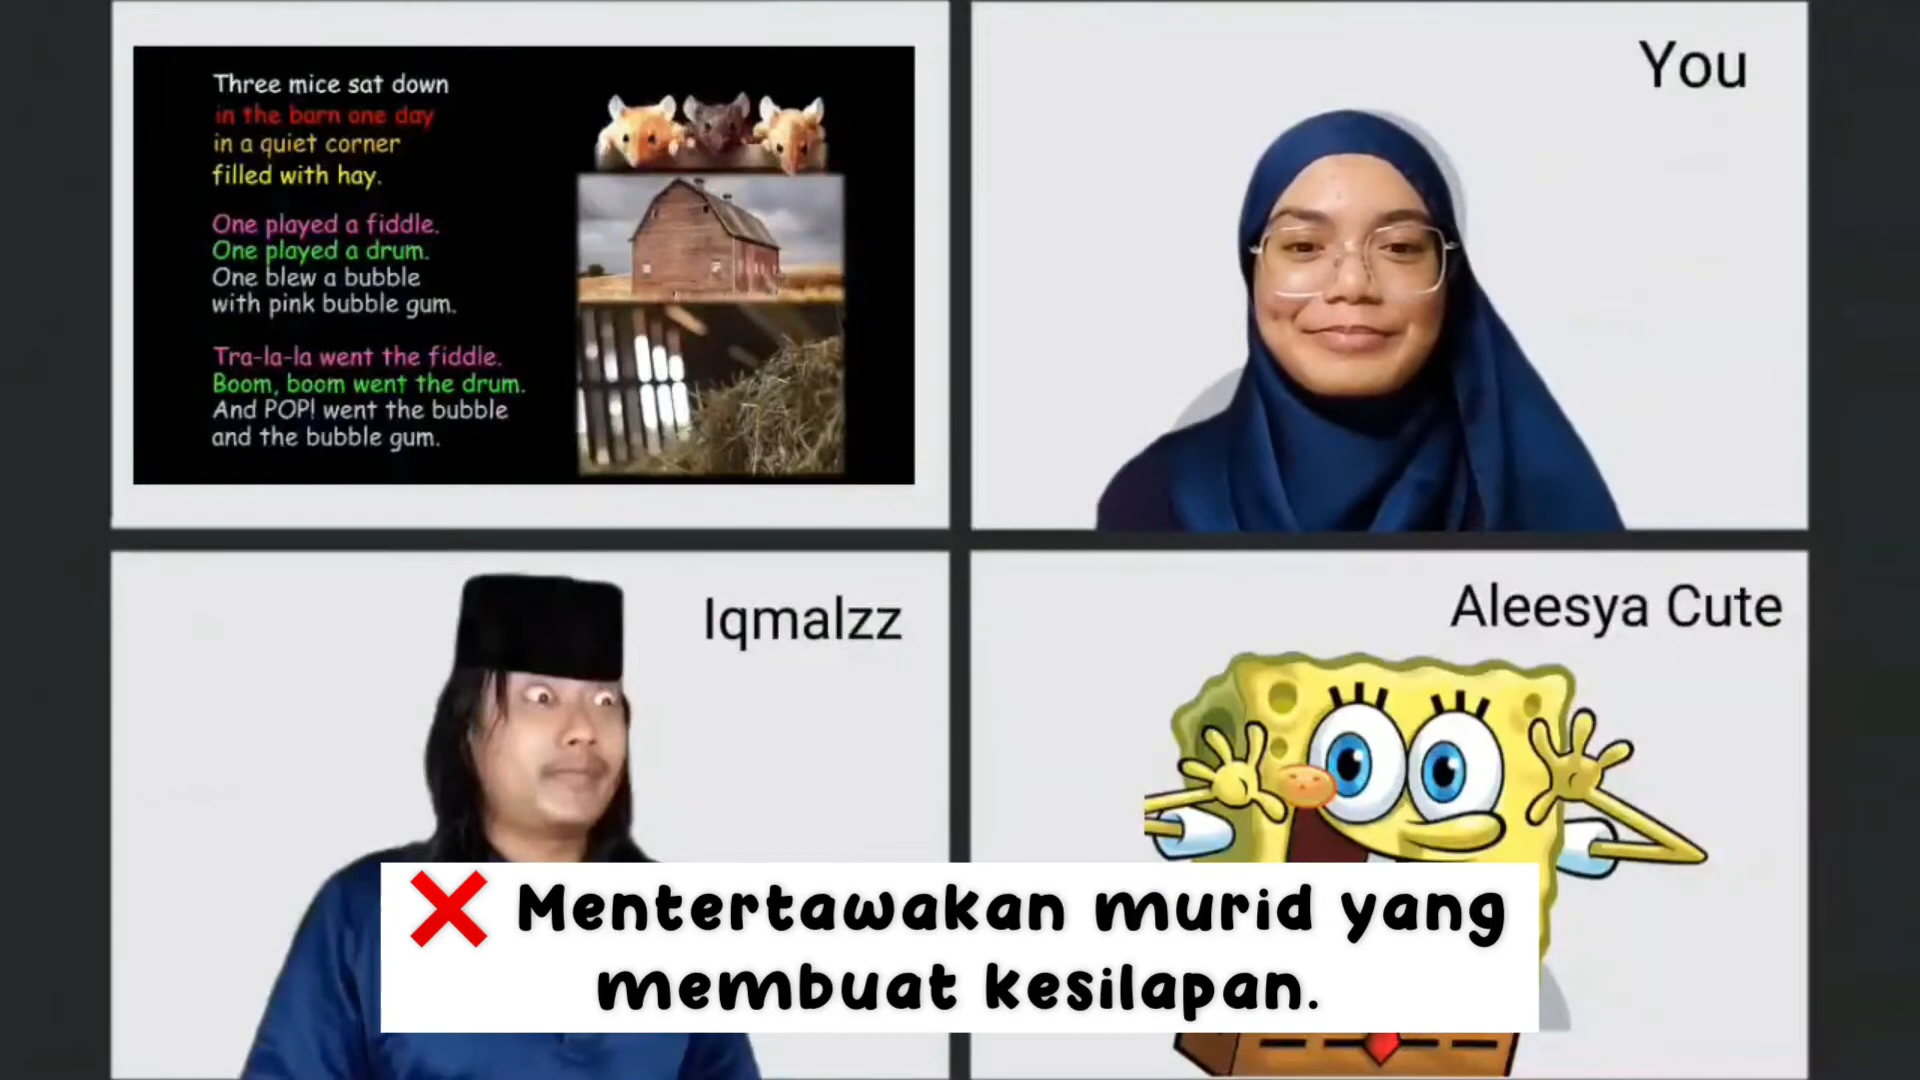 Three mice sat down
in the barn one day
in a quiet corner
filled with hay.
One played a fiddle.
One played a drum.
One blew a bubble
with pink bubble gum.
Tra-la-la went the fiddle.
Boom, boom went the drum.
And POP! went the bubble
and the bubble gum.
You
Iqmalzz
Aleesya Cute
❌ Mentertawakan murid yang
membuat kesilapan.